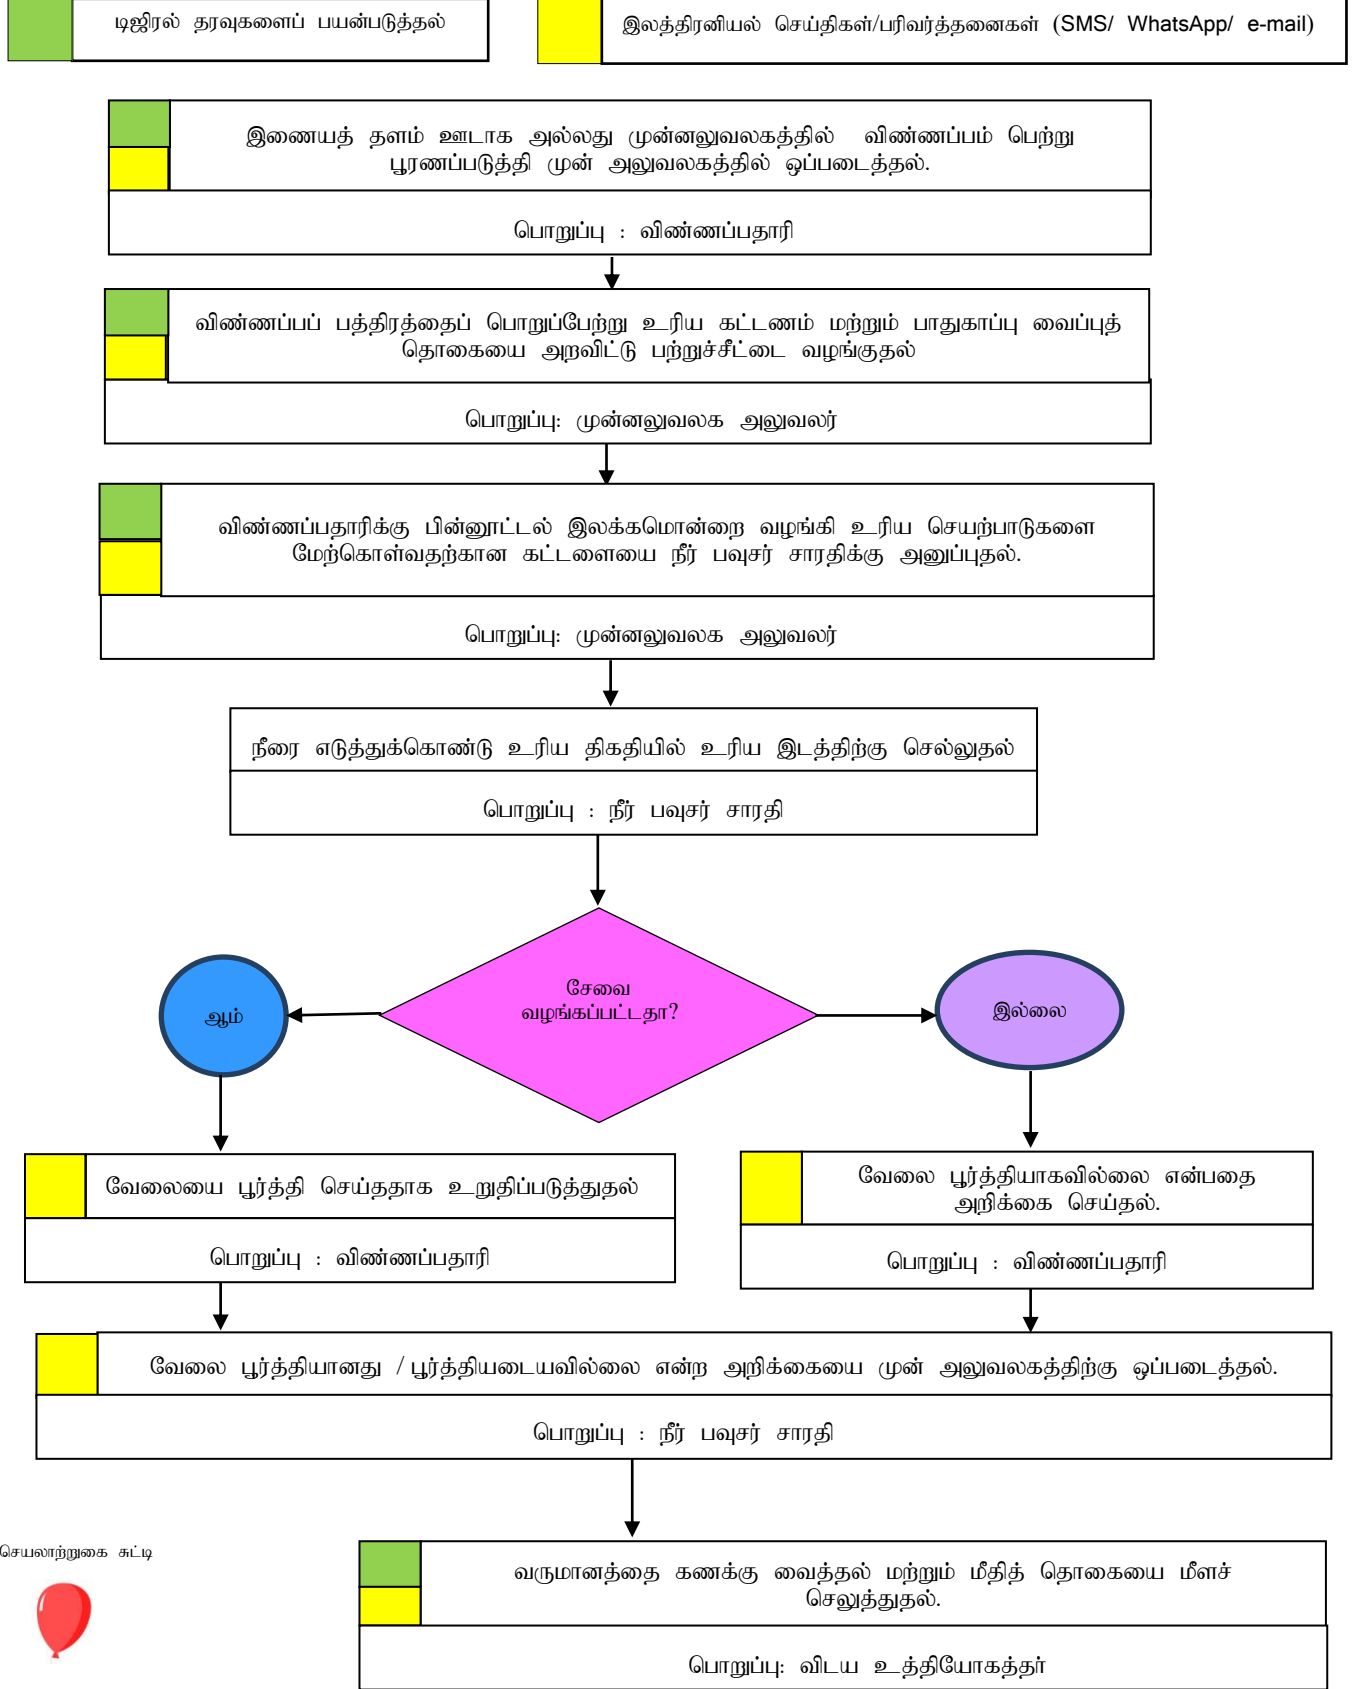 டிஜிரல் தரவுகளைப் பயன்படுத்தல்
இலத்திரனியல் செய்திகள்/பரிவர்த்தனைகள் (SMS/ WhatsApp/ e-mail)
இணையத் தளம் ஊடாக அல்லது முன்னலுவலகத்தில் விண்ணப்பம் பெற்று
பூரணப்படுத்தி முன் அலுவலகத்தில் ஒப்படைத்தல்.
பொறுப்பு : விண்ணப்பதாரி
விண்ணப்பப் பத்திரத்தைப் பொறுப்பேற்று உரிய கட்டணம் மற்றும் பாதுகாப்பு வைப்புத்
தொகையை அறவிட்டு பற்றுச்சீட்டை வழங்குதல்
பொறுப்பு: முன்னலுவலக அலுவலர்
விண்ணப்பதாரிக்கு பின்னூட்டல் இலக்கமொன்றை வழங்கி உரிய செயற்பாடுகளை
மேற்கொள்வதற்கான கட்டளையை நீர் பவுசர் சாரதிக்கு அனுப்புதல்.
பொறுப்பு: முன்னலுவலக அலுவலர்
நீரை எடுத்துக்கொண்டு உரிய திகதியில் உரிய இடத்திற்கு செல்லுதல்
பொறுப்பு : நீர் பவுசர் சாரதி
சேவை
வழங்கப்பட்டதா?
ஆம்
இல்லை
வேலையை பூர்த்தி செய்ததாக உறுதிப்படுத்துதல்
பொறுப்பு : விண்ணப்பதாரி
வேலை பூர்த்தியாகவில்லை என்பதை
அறிக்கை செய்தல்.
பொறுப்பு : விண்ணப்பதாரி
வேலை பூர்த்தியானது /பூர்த்தியடையவில்லை என்ற அறிக்கையை முன் அலுவலகத்திற்கு ஒப்படைத்தல்.
பொறுப்பு : நீர் பவுசர் சாரதி
செயலாற்றுகை சுட்டி
வருமானத்தை கணக்கு வைத்தல் மற்றும் மீதித் தொகையை மீளச்
செலுத்துதல்.
பொறுப்பு: விடய உத்தியோகத்தர்